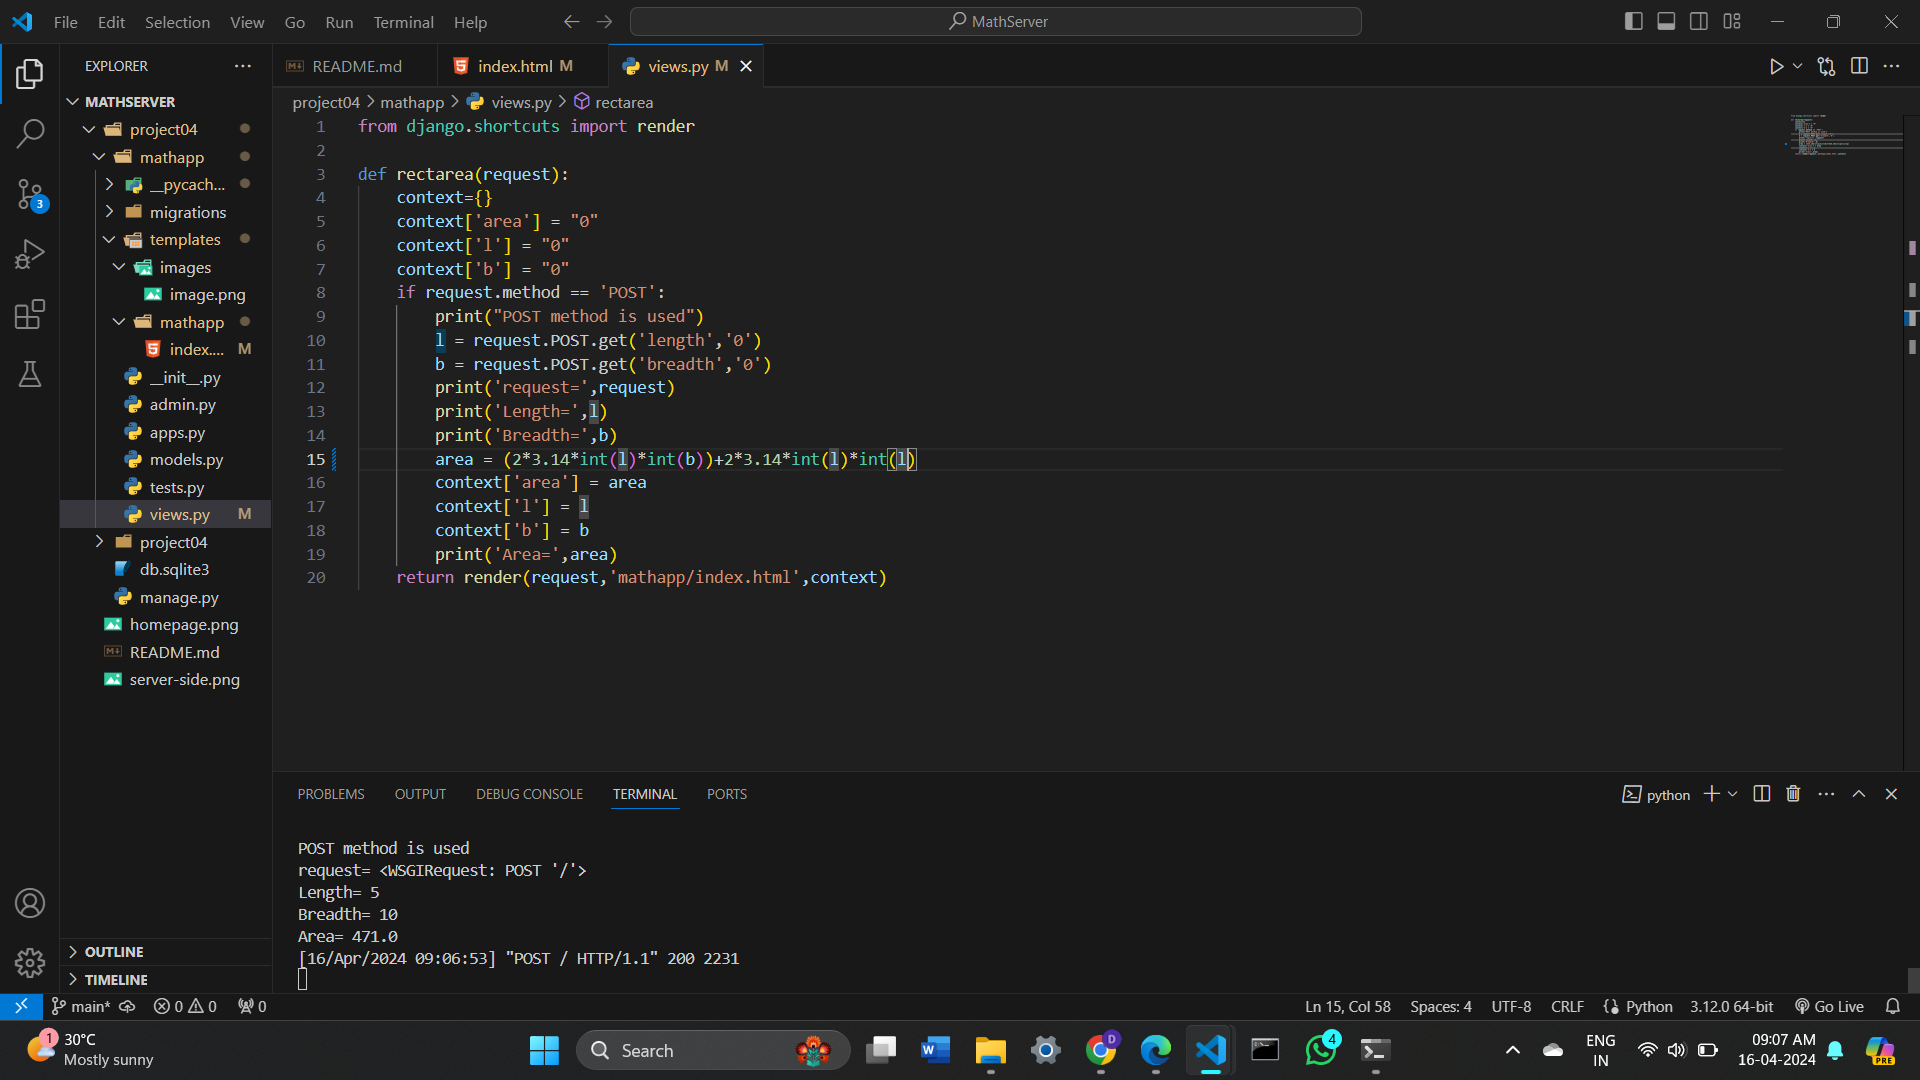 File Edit Selection View Go Run Terminal Help MathServer
EXPLORER
README.md
index.html M
views.py M
MATHSERVER
project04
mathapp
__pycach...
migrations
templates
images
image.png
mathapp
index.... M
__init__.py
admin.py
apps.py
models.py
tests.py
views.py M
project04
db.sqlite3
manage.py
homepage.png
README.md
server-side.png
OUTLINE
TIMELINE
3
project04 > mathapp > views.py > rectarea
1 from django.shortcuts import render
2
3 def rectarea(request):
4 context={}
5 context['area'] = "0"
6 context['l'] = "0"
7 context['b'] = "0"
8 if request.method == 'POST':
9 print("POST method is used")
10 l = request.POST.get('length','0')
11 b = request.POST.get('breadth','0')
12 print('request=',request)
13 print('Length=',l)
14 print('Breadth=',b)
15 area = (2*3.14*int(l)*int(b))+2*3.14*int(l)*int(l)
16 context['area'] = area
17 context['l'] = l
18 context['b'] = b
19 print('Area=',area)
20 return render(request,'mathapp/index.html',context)
PROBLEMS OUTPUT DEBUG CONSOLE TERMINAL PORTS
python
POST method is used
request= <WSGIRequest: POST '/'>
Length= 5
Breadth= 10
Area= 471.0
[16/Apr/2024 09:06:53] "POST / HTTP/1.1" 200 2231
main* 0 0 0
Ln 15, Col 58 Spaces: 4 UTF-8 CRLF Python 3.12.0 64-bit Go Live
1
30°C
Mostly sunny
Search
W
D
4
ENG
IN
09:07 AM
16-04-2024
PRE